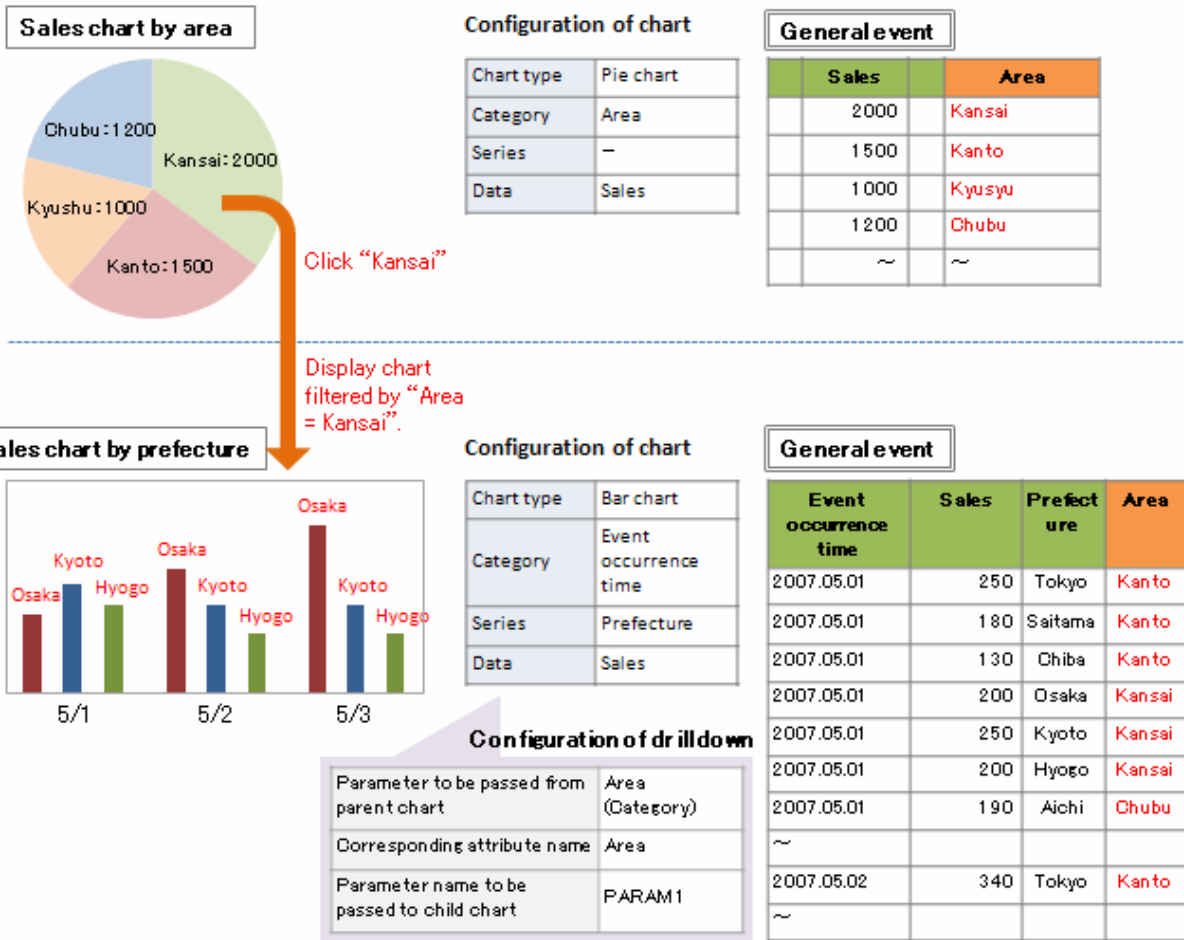 Sales chart by area
Chubu:1200
Kansai:2000
Kyushu:1000
Kanto:1500
Click “Kansai”
Configuration of chart
Chart type Pie chart
Category Area
Series –
Data Sales
General event
Sales Area
2000 Kansai
1500 Kanto
1000 Kyusyu
1200 Chubu
～ ～
Display chart
filtered by “Area
= Kansai”.
ales chart by prefecture
Osaka Kyoto Hyogo
Osaka Kyoto Hyogo
Osaka Kyoto Hyogo
5/1 5/2 5/3
Configuration of chart
Chart type Bar chart
Category Event
occurrence
time
Series Prefecture
Data Sales
Configuration of drilldown
Parameter to be passed from
parent chart
Area
(Category)
Corresponding attribute name Area
Parameter name to be
passed to child chart
PARAM1
General event
Event
occurrence
time
Sales
Prefect
ure
Area
2007.05.01 250 Tokyo Kanto
2007.05.01 180 Saitama Kanto
2007.05.01 130 Chiba Kanto
2007.05.01 200 Osaka Kansai
2007.05.01 250 Kyoto Kansai
2007.05.01 200 Hyogo Kansai
2007.05.01 190 Aichi Chubu
～
2007.05.02 340 Tokyo Kanto
～